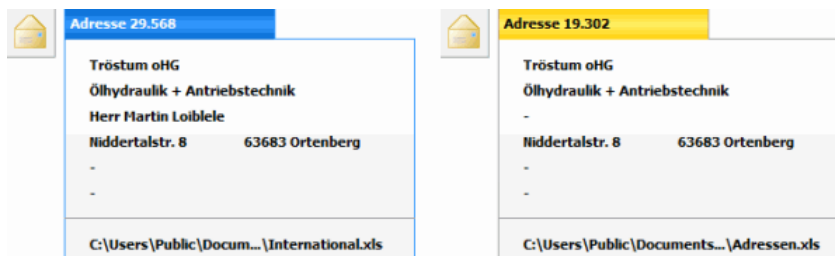 Adresse 29.568
Tröstum oHG
Ölhydraulik + Antriebstechnik
Herr Martin Loiblele
Niddertalstr. 8 63683 Ortenberg
-
-
C:\Users\Public\Docum...\International.xls
Adresse 19.302
Tröstum oHG
Ölhydraulik + Antriebstechnik
-
Niddertalstr. 8 63683 Ortenberg
-
-
C:\Users\Public\Documents...\Adressen.xls